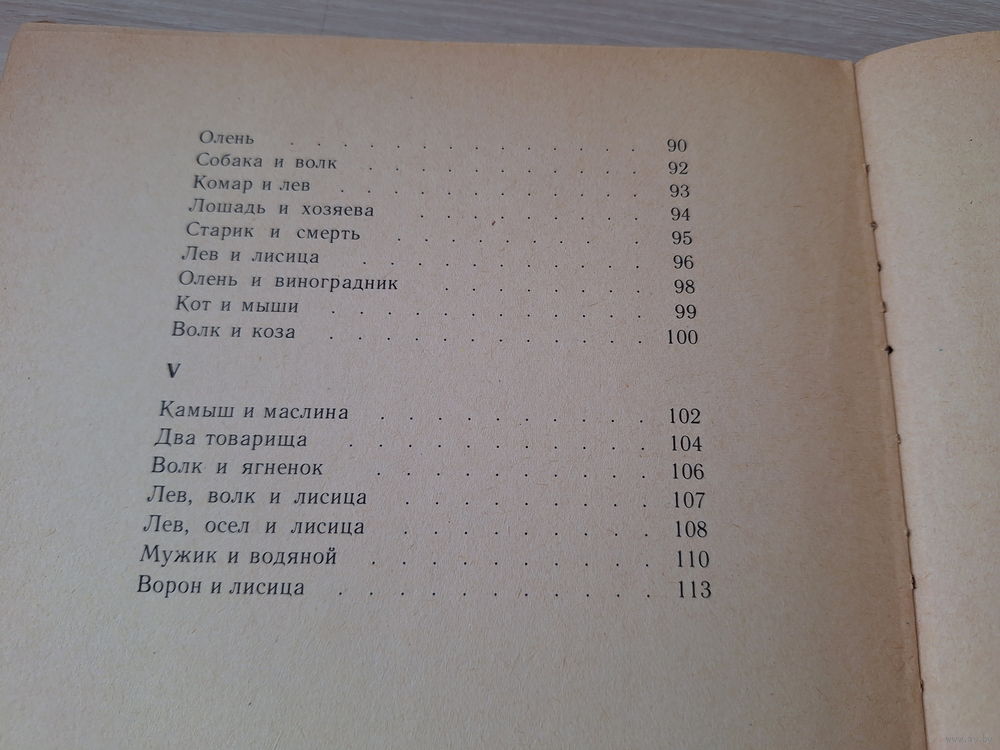 Олень . . . . . . . . . . . . . . 90
Собака и волк . . . . . . . . . . . 92
Комар и лев . . . . . . . . . . . . 93
Лошадь и хозяева . . . . . . . . . 94
Старик и смерть . . . . . . . . . . 95
Лев и лисица . . . . . . . . . . . 96
Олень и виноградник . . . . . . . . 98
Кот и мыши . . . . . . . . . . . . 99
Волк и коза . . . . . . . . . . . . 100
V
Камыш и маслина . . . . . . . . . . 102
Два товарища . . . . . . . . . . . 104
Волк и ягненок . . . . . . . . . . 106
Лев, волк и лисица . . . . . . . . . 107
Лев, осел и лисица . . . . . . . . . 108
Мужик и водяной . . . . . . . . . . 110
Ворон и лисица . . . . . . . . . . . 113